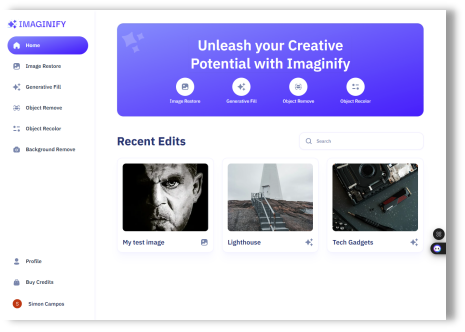 IMAGINIFY
Home
Image Restore
Generative Fill
Object Remove
Object Recolor
Background Remove
Profile
Buy Credits
S Simon Campos
Unleash your Creative
Potential with Imaginify
Image Restore Generative Fill Object Remove Object Recolor
Recent Edits
Search
My test image
Lighthouse
Tech Gadgets